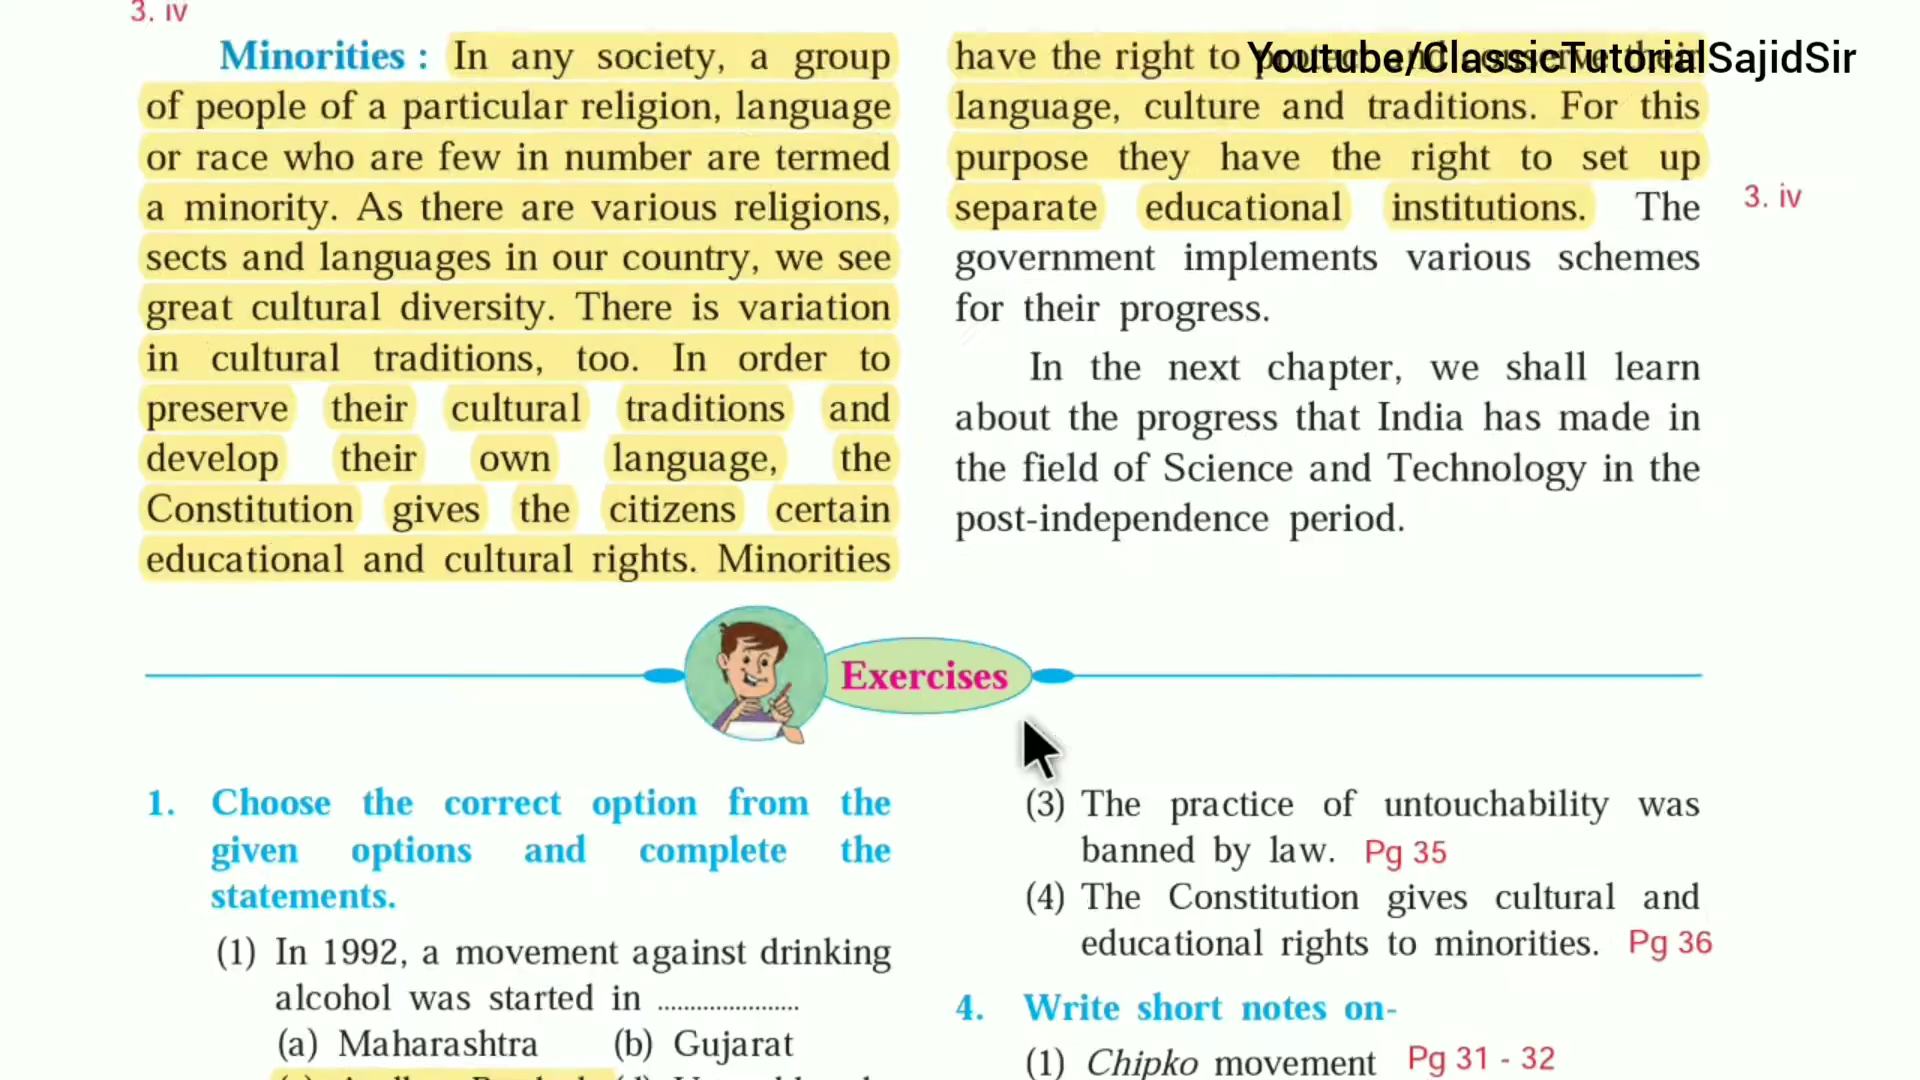 3. iv
Minorities : In any society, a group
of people of a particular religion, language
or race who are few in number are termed
a minority. As there are various religions,
sects and languages in our country, we see
great cultural diversity. There is variation
in cultural traditions, too. In order to
preserve their cultural traditions and
develop their own language, the
Constitution gives the citizens certain
educational and cultural rights. Minorities
have the right to
Youtube/ClassicTutorialSajidSir
language, culture and traditions. For this
purpose they have the right to set up
separate educational institutions. The
3. iv
government implements various schemes
for their progress.
In the next chapter, we shall learn
about the progress that India has made in
the field of Science and Technology in the
post-independence period.
Exercises
1. Choose the correct option from the
given options and complete the
statements.
(1) In 1992, a movement against drinking
alcohol was started in ......................
(a) Maharashtra (b) Gujarat
(3) The practice of untouchability was
banned by law. Pg 35
(4) The Constitution gives cultural and
educational rights to minorities. Pg 36
4. Write short notes on-
(1) Chipko movement Pg 31 - 32